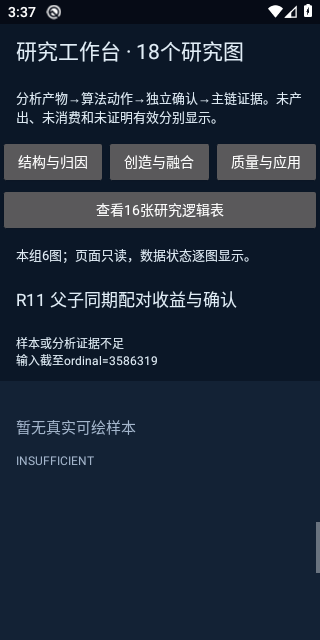 3:37
研究工作台 · 18个研究图
分析产物→算法动作→独立确认→主链证据。未产
出、未消费和未证明有效分别显示。
结构与归因 创造与融合 质量与应用
查看16张研究逻辑表
本组6图；页面只读，数据状态逐图显示。
R11 父子同期配对收益与确认
样本或分析证据不足
输入截至ordinal=3586319
暂无真实可绘样本
INSUFFICIENT